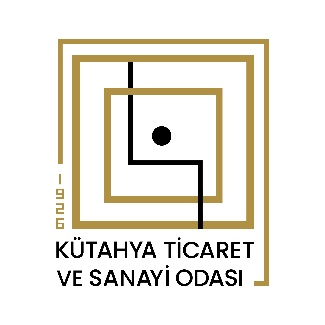 1926
KÜTAHYA TİCARET
VE SANAYİ ODASI